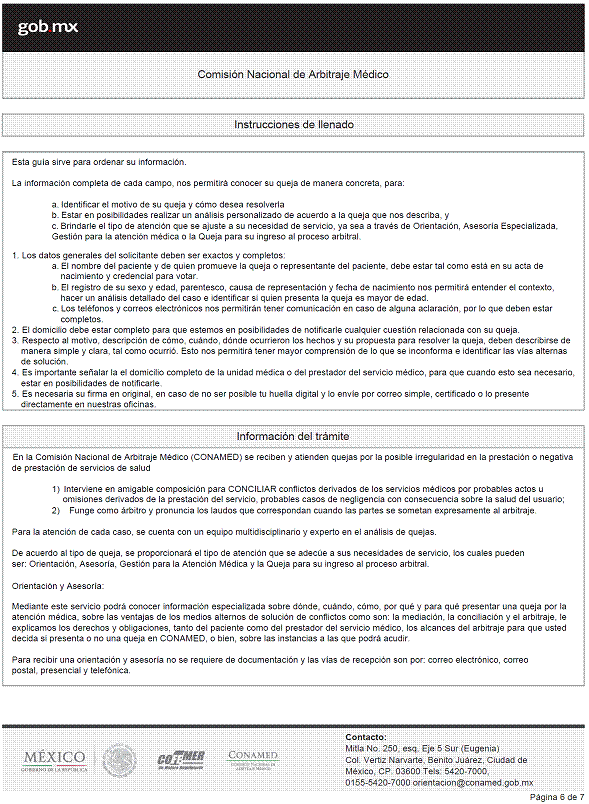 gob.mx
Comisión Nacional de Arbitraje Médico
Instrucciones de llenado
Esta guía sirve para ordenar su información.
La información completa de cada campo, nos permitirá conocer su queja de manera concreta, para:
a. Identificar el motivo de su queja y cómo desea resolverla
b. Estar en posibilidades realizar un análisis personalizado de acuerdo a la queja que nos describa, y
c. Brindarle el tipo de atención que se ajuste a su necesidad de servicio, ya sea a través de Orientación, Asesoría Especializada,
Gestión para la atención médica o la Queja para su ingreso al proceso arbitral.
1. Los datos generales del solicitante deben ser exactos y completos:
a. El nombre del paciente y de quien promueve la queja o representante del paciente, debe estar tal como está en su acta de
nacimiento y credencial para votar.
b. El registro de su sexo y edad, parentesco, causa de representación y fecha de nacimiento nos permitirá entender el contexto,
hacer un análisis detallado del caso e identificar si quien presenta la queja es mayor de edad.
c. Los teléfonos y correos electrónicos nos permitirán tener comunicación en caso de alguna aclaración, por lo que deben estar
completos.
2. El domicilio debe estar completo para que estemos en posibilidades de notificarle cualquier cuestión relacionada con su queja.
3. Respecto al motivo, descripción de cómo, cuándo, dónde ocurrieron los hechos y su propuesta para resolver la queja, deben describirse de
manera simple y clara, tal como ocurrió. Esto nos permitirá tener mayor comprensión de lo que se inconforma e identificar las vías alternas
de solución.
4. Es importante señalar la el domicilio completo de la unidad médica o del prestador del servicio médico, para que cuando esto sea necesario,
estar en posibilidades de notificarle.
5. Es necesaria su firma en original, en caso de no ser posible tu huella digital y lo envíe por correo simple, certificado o lo presente
directamente en nuestras oficinas.
Información del trámite
En la Comisión Nacional de Arbitraje Médico (CONAMED) se reciben y atienden quejas por la posible irregularidad en la prestación o negativa
de prestación de servicios de salud
1) Interviene en amigable composición para CONCILIAR conflictos derivados de los servicios médicos por probables actos u
omisiones derivados de la prestación del servicio, probables casos de negligencia con consecuencia sobre la salud del usuario;
2) Funge como árbitro y pronuncia los laudos que correspondan cuando las partes se sometan expresamente al arbitraje.
Para la atención de cada caso, se cuenta con un equipo multidisciplinario y experto en el análisis de quejas.
De acuerdo al tipo de queja, se proporcionará el tipo de atención que se adecúe a sus necesidades de servicio, los cuales pueden
ser: Orientación, Asesoría, Gestión para la Atención Médica y la Queja para su ingreso al proceso arbitral.
Orientación y Asesoría:
Mediante este servicio podrá conocer información especializada sobre dónde, cuándo, cómo, por qué y para qué presentar una queja por la
atención médica, sobre las ventajas de los medios alternos de solución de conflictos como son: la mediación, la conciliación y el arbitraje, le
explicamos los derechos y obligaciones, tanto del paciente como del prestador del servicio médico, los alcances del arbitraje para que usted
decida si presenta o no una queja en CONAMED, o bien, sobre las instancias a las que podrá acudir.
Para recibir una orientación y asesoría no se requiere de documentación y las vías de recepción son por: correo electrónico, correo
postal, presencial y telefónica.
MÉXICO
GOBIERNO DE LA REPÚBLICA
COFEMER
CONAMED
COMISIÓN NACIONAL DE
ARBITRAJE MÉDICO
Contacto:
Mitla No. 250, esq. Eje 5 Sur (Eugenia)
Col. Vertiz Narvarte, Benito Juárez, Ciudad de
México, CP. 03600 Tels: 5420-7000,
0155-5420-7000 orientacion@conamed.gob.mx
Página 6 de 7